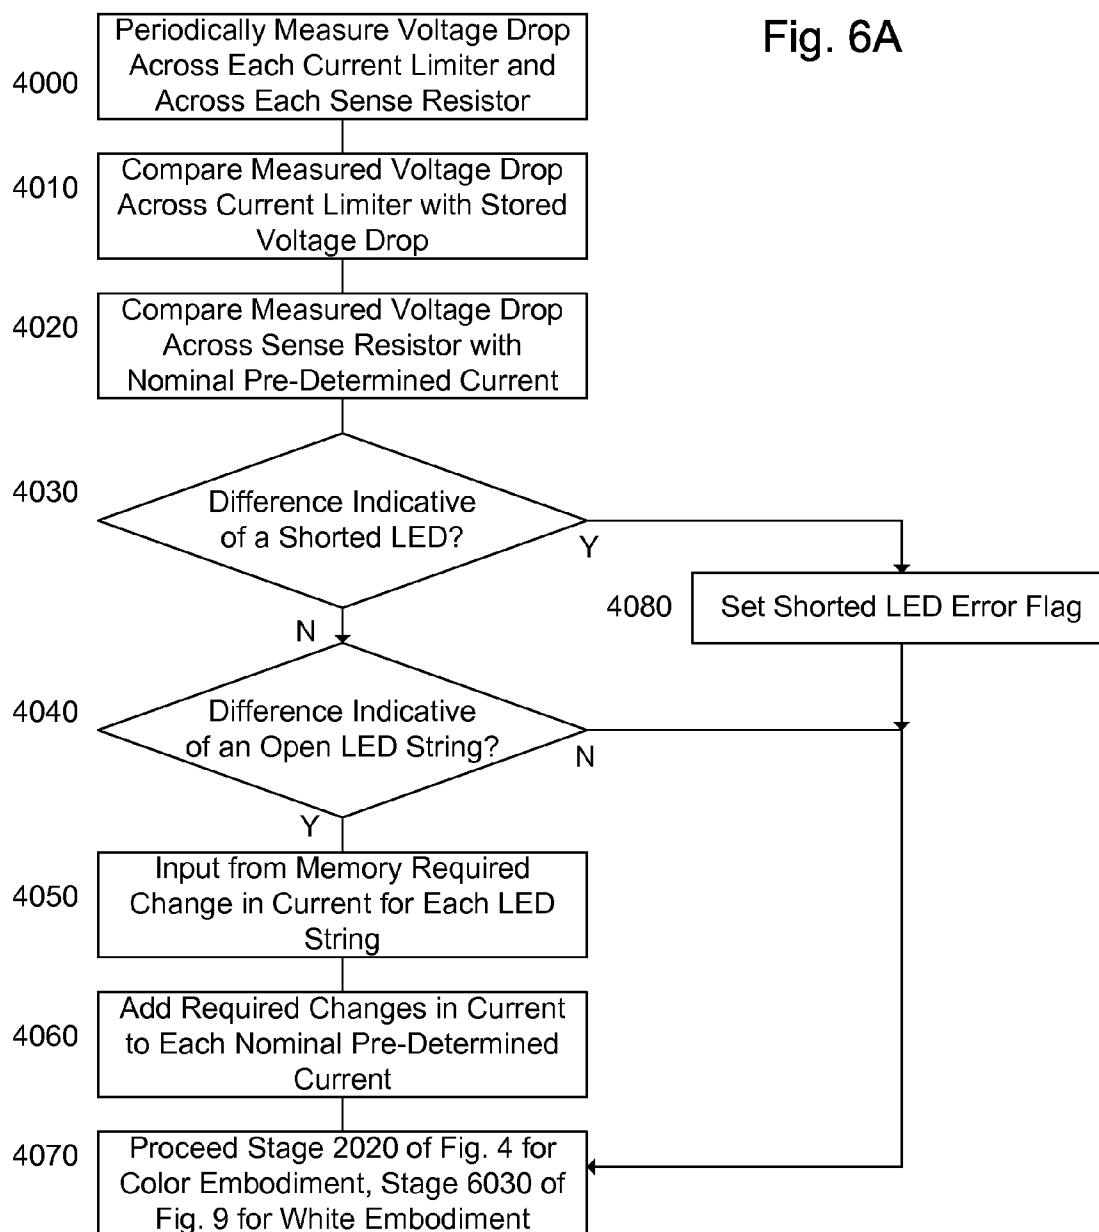 Fig. 6A
4000
Periodically Measure Voltage Drop
Across Each Current Limiter and
Across Each Sense Resistor
4010
Compare Measured Voltage Drop
Across Current Limiter with Stored
Voltage Drop
4020
Compare Measured Voltage Drop
Across Sense Resistor with
Nominal Pre-Determined Current
4030
Difference Indicative
of a Shorted LED?
Y
N
4080
Set Shorted LED Error Flag
4040
Difference Indicative
of an Open LED String?
N
Y
4050
Input from Memory Required
Change in Current for Each LED
String
4060
Add Required Changes in Current
to Each Nominal Pre-Determined
Current
4070
Proceed Stage 2020 of Fig. 4 for
Color Embodiment, Stage 6030 of
Fig. 9 for White Embodiment